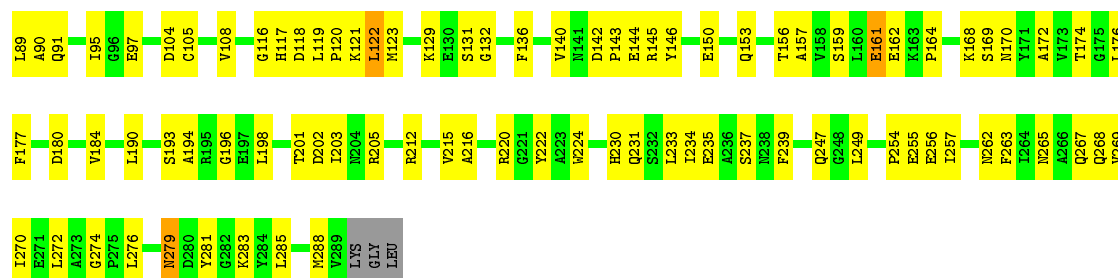 L89 A90 Q91 I95 G96 E97 D104 C105 V108 G116 H117 D118 L119 P120 K121 L122 M123 K129 E130 S131 G132 F136 V140 N141 D142 P143 E144 R145 Y146 E150 Q153 T156 A157 V158 S159 L160 E161 E162 K163 P164 K168 S169 N170 Y171 A172 V173 T174 G175 L176
F177 D180 V184 L190 S193 A194 R195 G196 E197 L198 T201 D202 I203 N204 R205 R212 V215 A216 R220 G221 Y222 A223 W224 H230 Q231 S232 L233 I234 E235 A236 S237 N238 F239 Q247 G248 L249 P254 E255 E256 I257 N262 F263 I264 N265 A266 Q267 Q268 V269
I270 E271 L272 A273 G274 P275 L276 N279 D280 Y281 G282 K283 Y284 L285 M288 V289 LYS GLY LEU